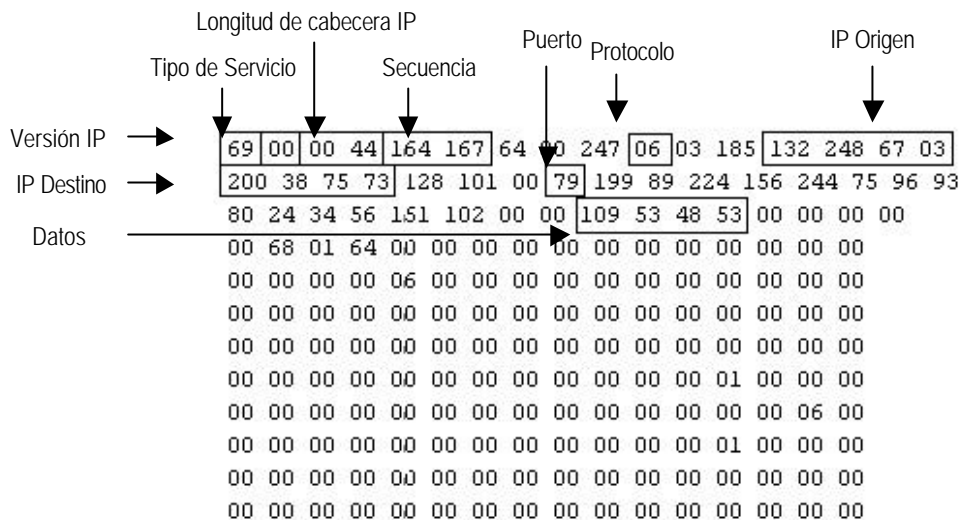 Longitud de cabecera IP
Puerto
Protocolo
IP Origen
Tipo de Servicio
Secuencia
Versión IP
69 00 00 44 164 167 64 00 247 06 03 185 132 248 67 03
IP Destino
200 38 75 73 128 101 00 79 199 89 224 156 244 75 96 93
80 24 34 56 151 102 00 00 109 53 48 53 00 00 00 00
Datos
00 68 01 64 00 00 00 00 00 00 00 00 00 00 00 00
00 00 00 06 00 00 00 00 00 00 00 00 00 00 00 00
00 00 00 00 00 00 00 00 00 00 00 00 00 00 00 00
00 00 00 00 00 00 00 00 00 00 00 00 00 00 00 00
00 00 00 00 00 00 00 00 00 00 00 00 01 00 00 00
00 00 00 00 00 00 00 00 00 00 00 00 00 00 06 00
00 00 00 00 00 00 00 00 00 00 00 00 01 00 00 00
00 00 00 00 00 00 00 00 00 00 00 00 00 00 00 00
00 00 00 00 00 00 00 00 00 00 00 00 00 00 00 00